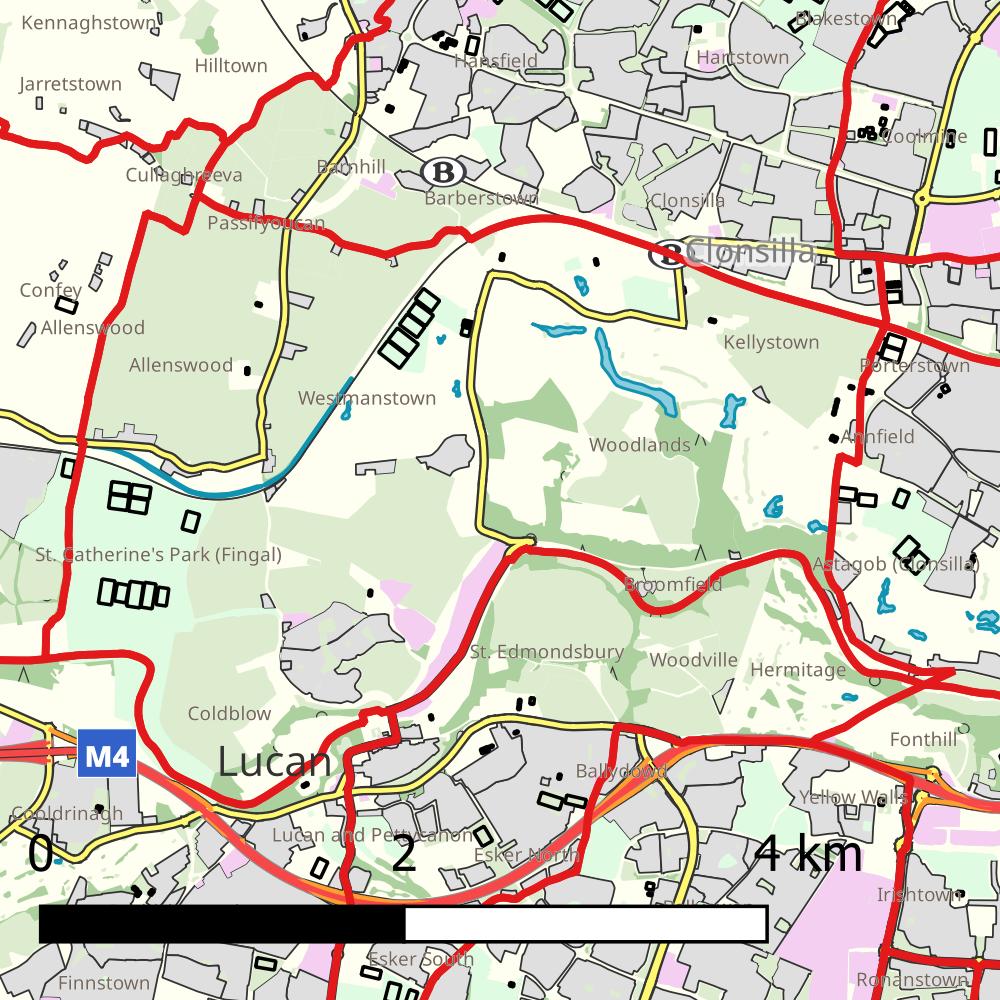 Kennaghstown
Blakestown
Hansfield
Hartstown
Hilltown
Jarretstown
Coolmine
Barnhill
Cullaghreeva
B
Barberstown
Clonsilla
Passifyoucan
B Clonsilla
Confey
Allenswood
Kellystown
Allenswood
Porterstown
Westmanstown
Annfield
Woodlands
St. Catherine's Park (Fingal)
Astagob (Clonsilla)
Broomfield
St. Edmondsbury
Woodville
Hermitage
Coldblow
Fonthill
M4
Lucan
Ballydowd
Yellow Walls
Cooldrinagh
Lucan and Pettycanon
0 2 4 km
Esker North
Irishtown
Esker South
Finnstown
Ronanstown